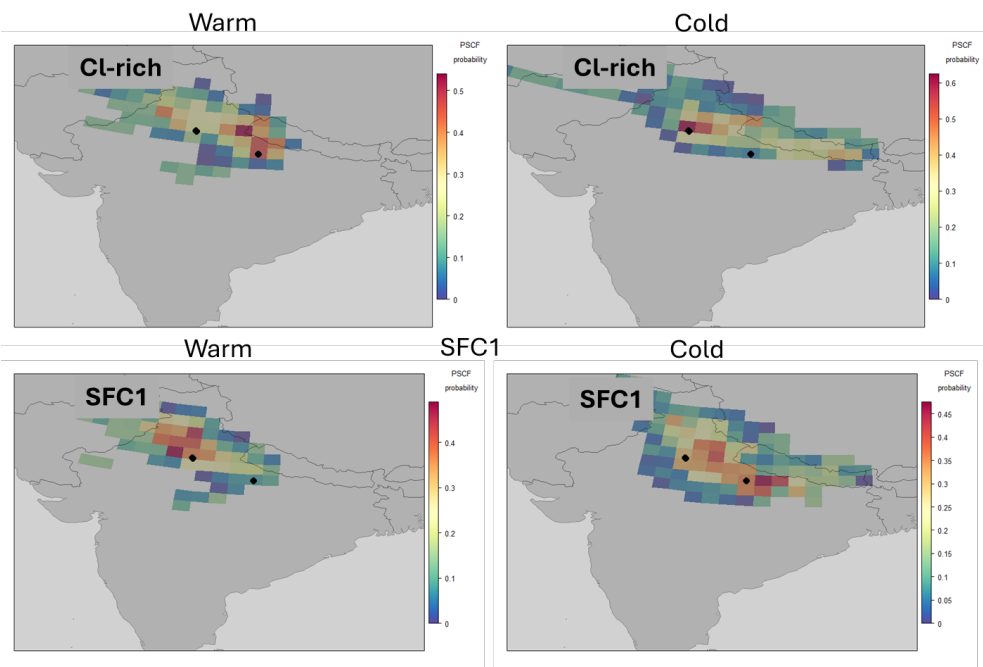 Warm
Cold
PSCF
probability
Cl-rich
0.5
0.4
0.3
0.2
0.1
0
PSCF
probability
Cl-rich
0.6
0.5
0.4
0.3
0.2
0.1
0
Warm
SFC1
Cold
PSCF
probability
SFC1
0.4
0.3
0.2
0.1
0
PSCF
probability
SFC1
0.45
0.4
0.35
0.3
0.25
0.2
0.15
0.1
0.05
0